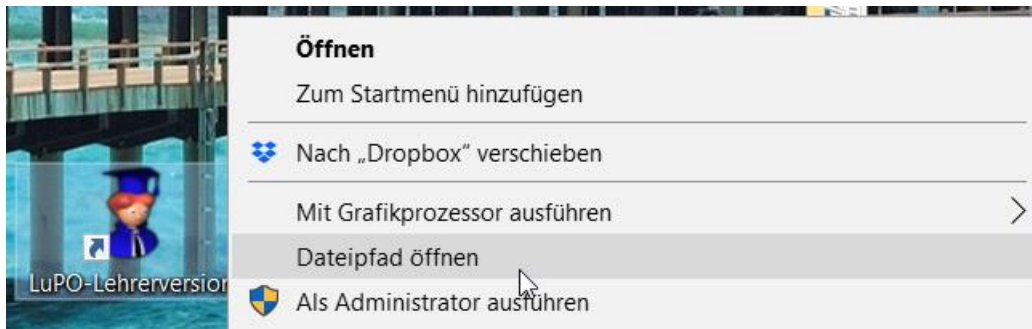 Öffnen
Zum Startmenü hinzufügen
Nach „Dropbox“ verschieben
Mit Grafikprozessor ausführen
Dateipfad öffnen
LuPO-Lehrerversion
Als Administrator ausführen